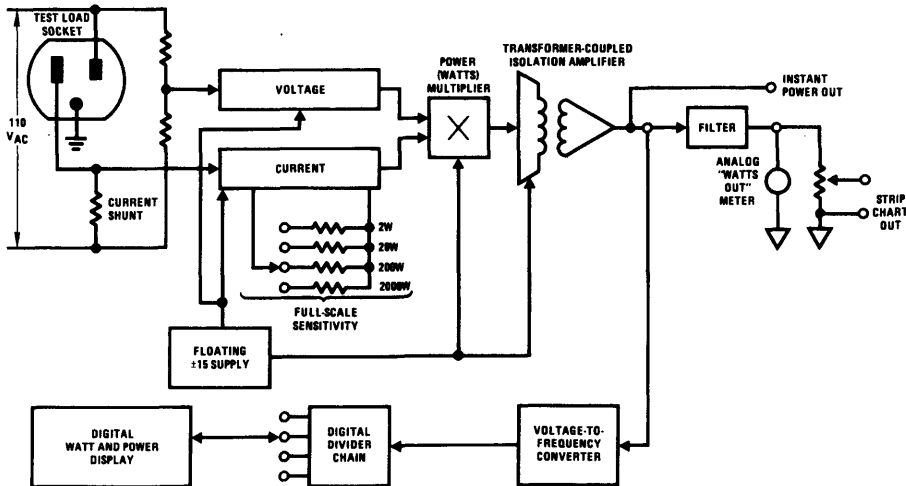 TEST LOAD
SOCKET
110
VAC
CURRENT
SHUNT
VOLTAGE
CURRENT
2W
20W
200W
2000W
FULL-SCALE
SENSITIVITY
FLOATING
±15 SUPPLY
POWER
(WATTS)
MULTIPLIER
X
TRANSFORMER-COUPLED
ISOLATION AMPLIFIER
INSTANT
POWER OUT
FILTER
ANALOG
"WATTS
OUT"
METER
STRIP
CHART
OUT
DIGITAL
WATT AND POWER
DISPLAY
DIGITAL
DIVIDER
CHAIN
VOLTAGE-TO-
FREQUENCY
CONVERTER